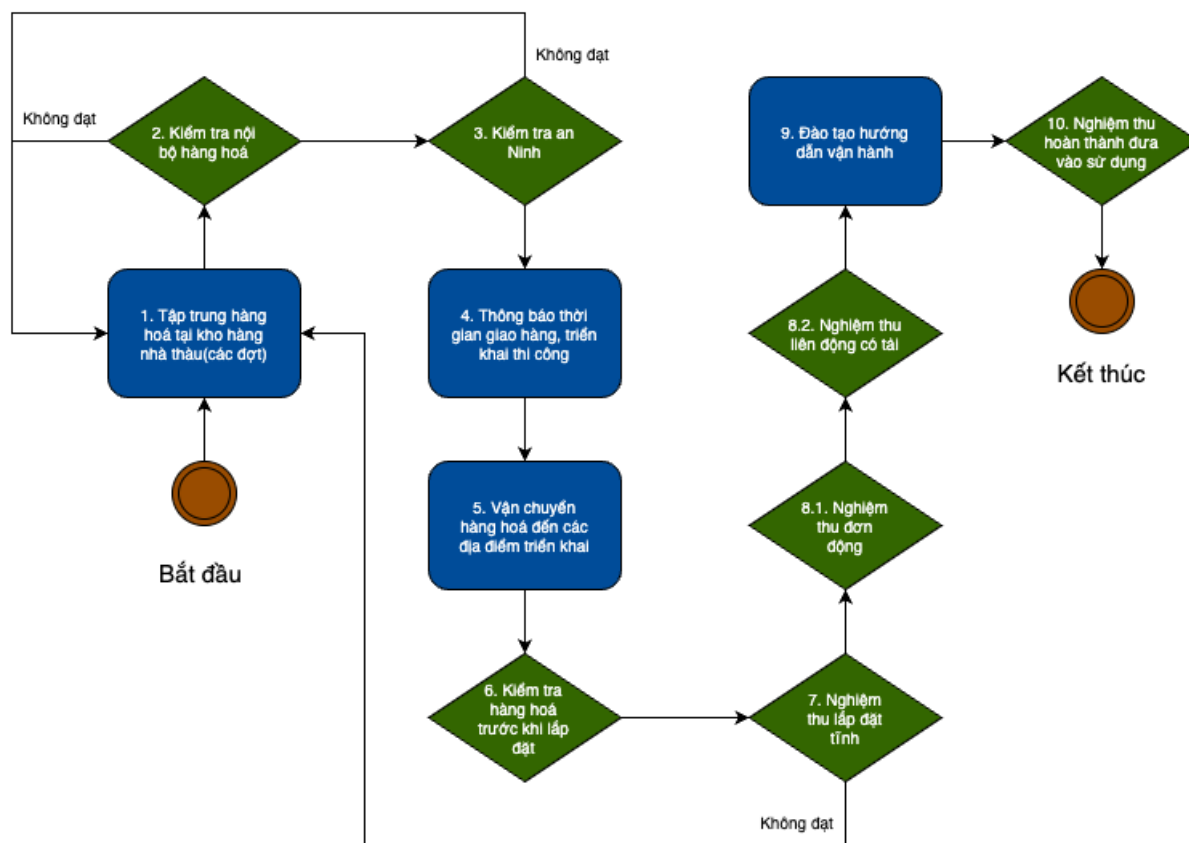 Không đạt
Không đạt
2. Kiểm tra nội
bộ hàng hoá
3. Kiểm tra an
Ninh
9. Đào tạo hướng
dẫn vận hành
10. Nghiệm thu
hoàn thành đưa
vào sử dụng
1. Tập trung hàng
hoá tại kho hàng
nhà thàu(các đợt)
4. Thông báo thời
gian giao hàng, triển
khai thi công
8.2. Nghiệm thu
liên động có tải
Kết thúc
5. Vận chuyển
hàng hoá đến các
địa điểm triển khai
8.1. Nghiệm
thu đơn
động
Bắt đầu
6. Kiểm tra
hàng hoá
trước khi lắp
đặt
7. Nghiệm
thu lắp đặt
tĩnh
Không đạt